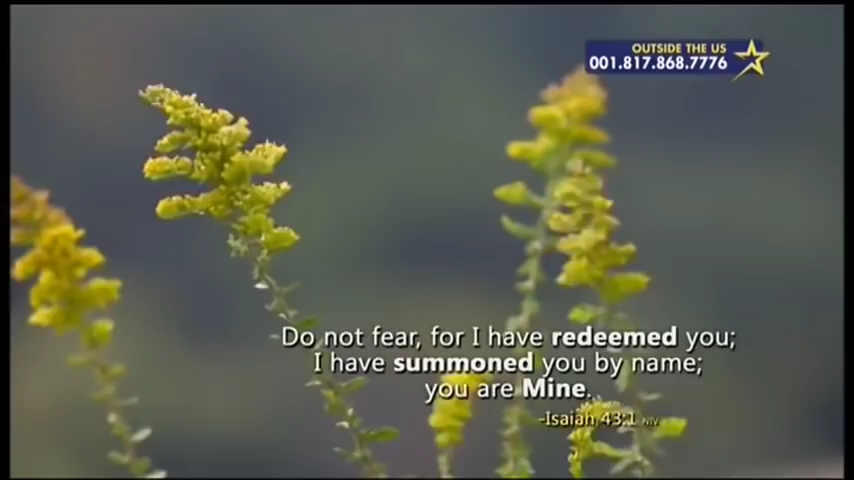 OUTSIDE THE US
001.817.868.7776
Do not fear, for I have redeemed you;
I have summoned you by name;
you are Mine.
-Isaiah 43:1 NIV